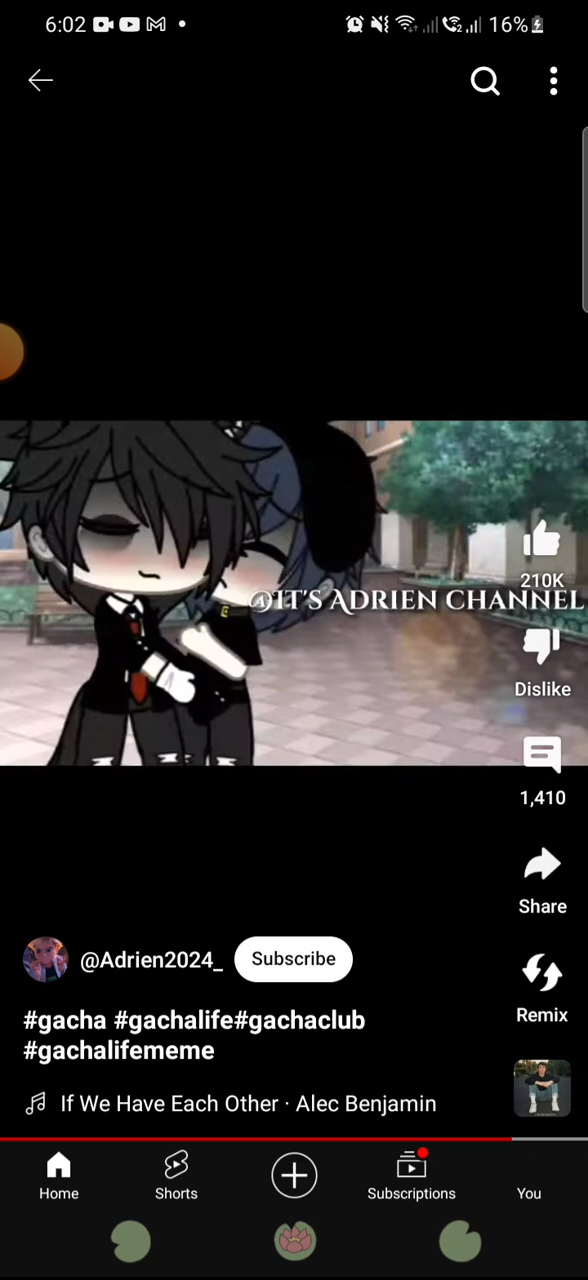 6:02
16%
@IT'S ADRIEN CHANNEL
210K
Dislike
1,410
Share
Remix
@Adrien2024_ Subscribe
#gacha #gachalife#gachaclub
#gachalifememe
If We Have Each Other · Alec Benjamin
Home Shorts Subscriptions You